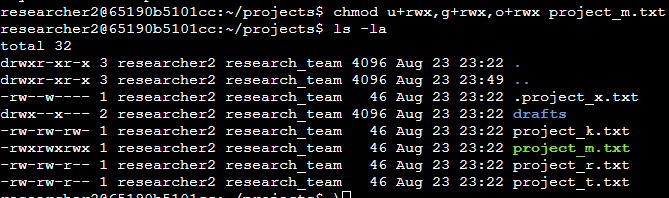 researcher2@65190b5101cc:~/projects$ chmod u+rwx,g+rwx,o+rwx project_m.txt
researcher2@65190b5101cc:~/projects$ ls -la
total 32
drwxr-xr-x 3 researcher2 research_team 4096 Aug 23 23:22 .
drwxr-xr-x 3 researcher2 research_team 4096 Aug 23 23:49 ..
-rw--w---- 1 researcher2 research_team   46 Aug 23 23:22 .project_x.txt
drwx--x--- 2 researcher2 research_team 4096 Aug 23 23:22 drafts
-rw-rw-rw- 1 researcher2 research_team   46 Aug 23 23:22 project_k.txt
-rwxrwxrwx 1 researcher2 research_team   46 Aug 23 23:22 project_m.txt
-rw-rw-r-- 1 researcher2 research_team   46 Aug 23 23:22 project_r.txt
-rw-rw-r-- 1 researcher2 research_team   46 Aug 23 23:22 project_t.txt
researcher2@65190b5101cc:~/projects$ \